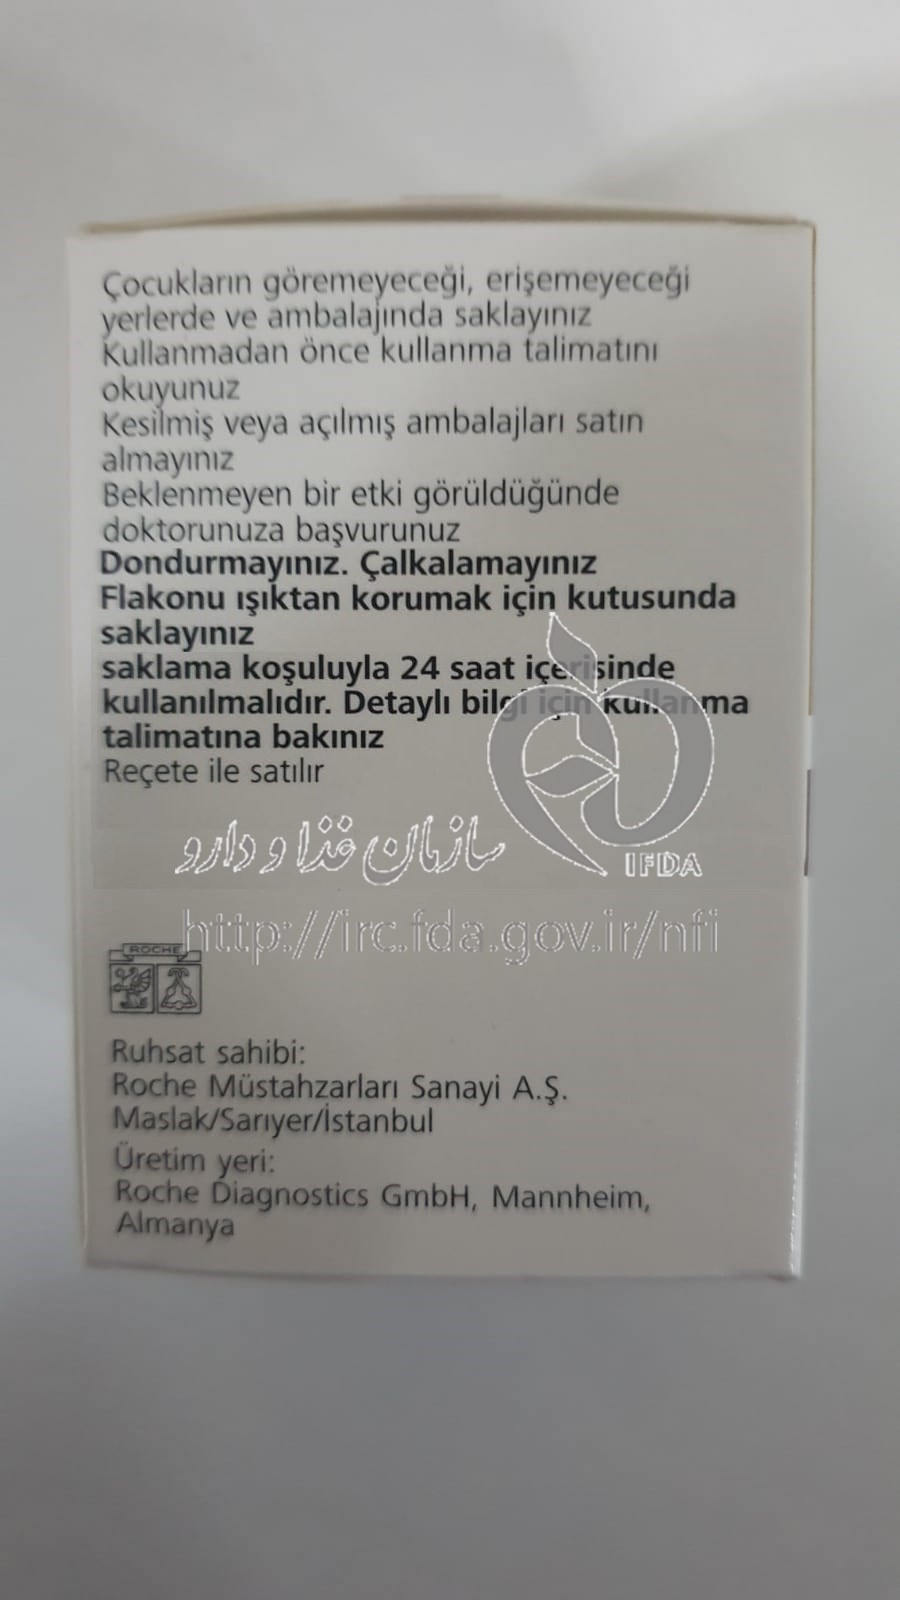 Çocukların göremeyeceği, erişemeyeceği
yerlerde ve ambalajında saklayınız
Kullanmadan önce kullanma talimatını
okuyunuz
Kesilmiş veya açılmış ambalajları satın
almayınız
Beklenmeyen bir etki görüldüğünde
doktorunuza başvurunuz
Dondurmayınız. Çalkalamayınız
Flakonu ışıktan korumak için kutusunda
saklayınız
saklama koşuluyla 24 saat içerisinde
kullanılmalıdır. Detaylı bilgi için kullanma
talimatına bakınız
Reçete ile satılır
سازمان غذا و دارو
IFDA
http://irc.fda.gov.ir/nfi
ROCHE
Ruhsat sahibi:
Roche Müstahzarları Sanayi A.Ş.
Maslak/Sarıyer/İstanbul
Üretim yeri:
Roche Diagnostics GmbH, Mannheim,
Almanya